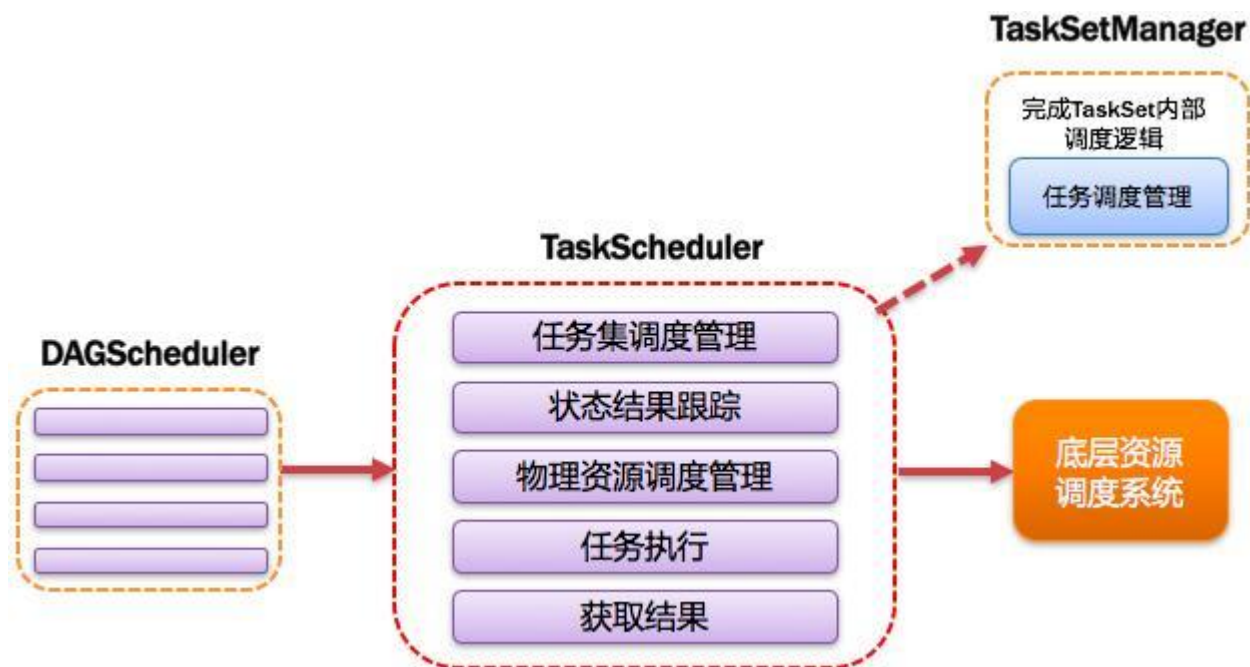 TaskSetManager
完成TaskSet内部
调度逻辑
任务调度管理
TaskScheduler
任务集调度管理
状态结果跟踪
物理资源调度管理
任务执行
获取结果
DAGScheduler
底层资源
调度系统